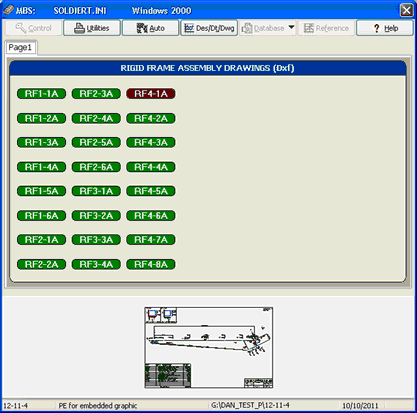 MBS: SOLDIERT.INI Windows 2000
Control Utilities Auto Des/Dt/Dwg Database Reference ? Help
Page1
RIGID FRAME ASSEMBLY DRAWINGS (Dxf)
RF1-1A RF2-3A RF4-1A
RF1-2A RF2-4A RF4-2A
RF1-3A RF2-5A RF4-3A
RF1-4A RF2-6A RF4-4A
RF1-5A RF3-1A RF4-5A
RF1-6A RF3-2A RF4-6A
RF2-1A RF3-3A RF4-7A
RF2-2A RF3-4A RF4-8A
12-11-4 PE for embedded graphic G:\DAN_TEST_P\12-11-4 10/10/2011